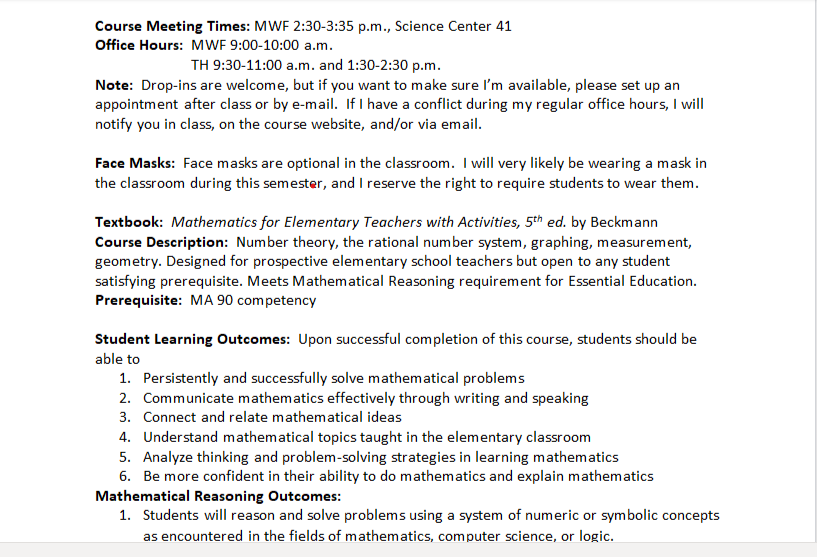 Course Meeting Times: MWF 2:30-3:35 p.m., Science Center 41
Office Hours: MWF 9:00-10:00 a.m.
TH 9:30-11:00 a.m. and 1:30-2:30 p.m.
Note: Drop-ins are welcome, but if you want to make sure I'm available, please set up an
appointment after class or by e-mail. If I have a conflict during my regular office hours, I will
notify you in class, on the course website, and/or via email.
Face Masks: Face masks are optional in the classroom. I will very likely be wearing a mask in
the classroom during this semester, and I reserve the right to require students to wear them.
Textbook: Mathematics for Elementary Teachers with Activities, 5th ed. by Beckmann
Course Description: Number theory, the rational number system, graphing, measurement,
geometry. Designed for prospective elementary school teachers but open to any student
satisfying prerequisite. Meets Mathematical Reasoning requirement for Essential Education.
Prerequisite: MA 90 competency
Student Learning Outcomes: Upon successful completion of this course, students should be
able to
1. Persistently and successfully solve mathematical problems
2. Communicate mathematics effectively through writing and speaking
3. Connect and relate mathematical ideas
4. Understand mathematical topics taught in the elementary classroom
5. Analyze thinking and problem-solving strategies in learning mathematics
6. Be more confident in their ability to do mathematics and explain mathematics
Mathematical Reasoning Outcomes:
1. Students will reason and solve problems using a system of numeric or symbolic concepts
as encountered in the fields of mathematics, computer science, or logic.